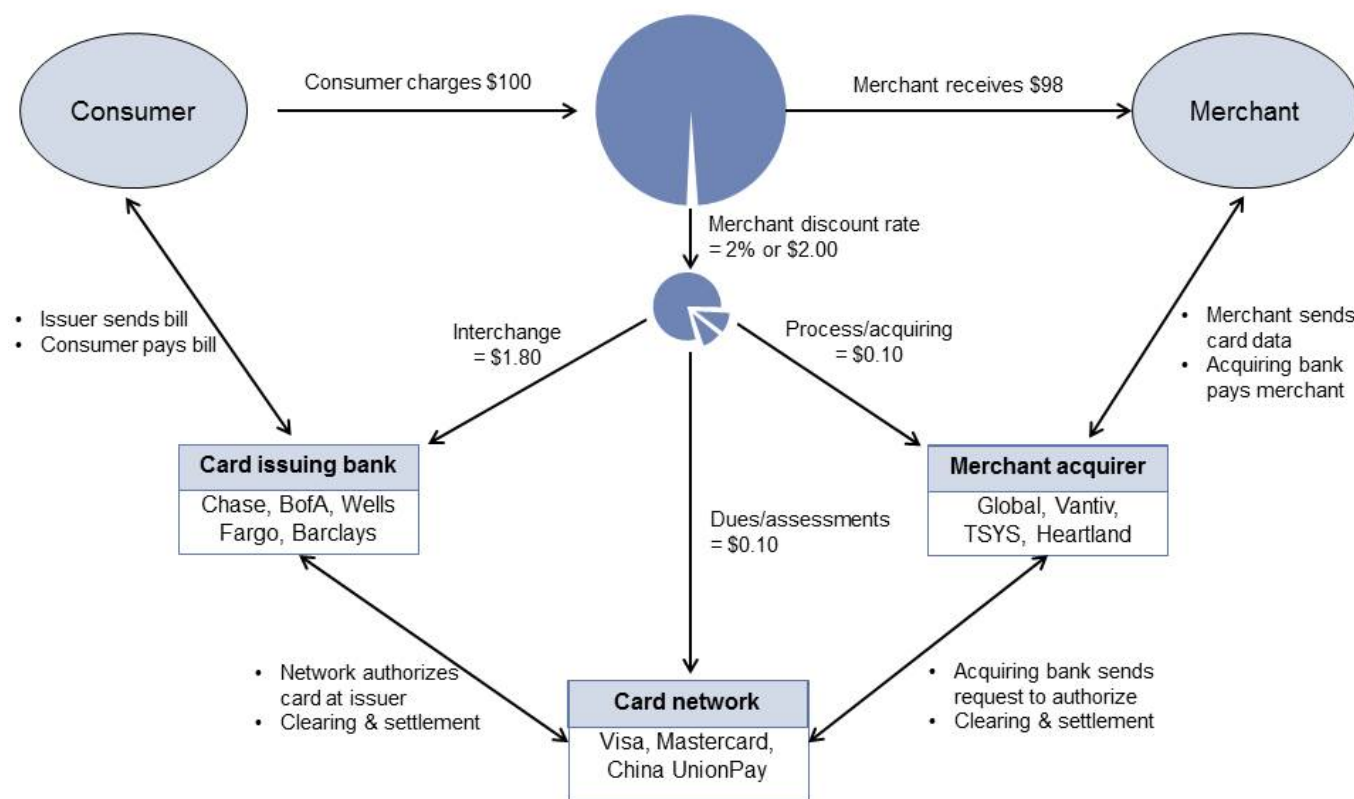 Consumer
Consumer charges $100
Merchant receives $98
Merchant
Merchant discount rate
= 2% or $2.00
• Issuer sends bill
• Consumer pays bill
Interchange
= $1.80
Process/acquiring
= $0.10
• Merchant sends
card data
• Acquiring bank
pays merchant
Card issuing bank
Chase, BofA, Wells
Fargo, Barclays
Dues/assessments
= $0.10
Merchant acquirer
Global, Vantiv,
TSYS, Heartland
• Network authorizes
card at issuer
• Clearing & settlement
Card network
Visa, Mastercard,
China UnionPay
• Acquiring bank sends
request to authorize
• Clearing & settlement